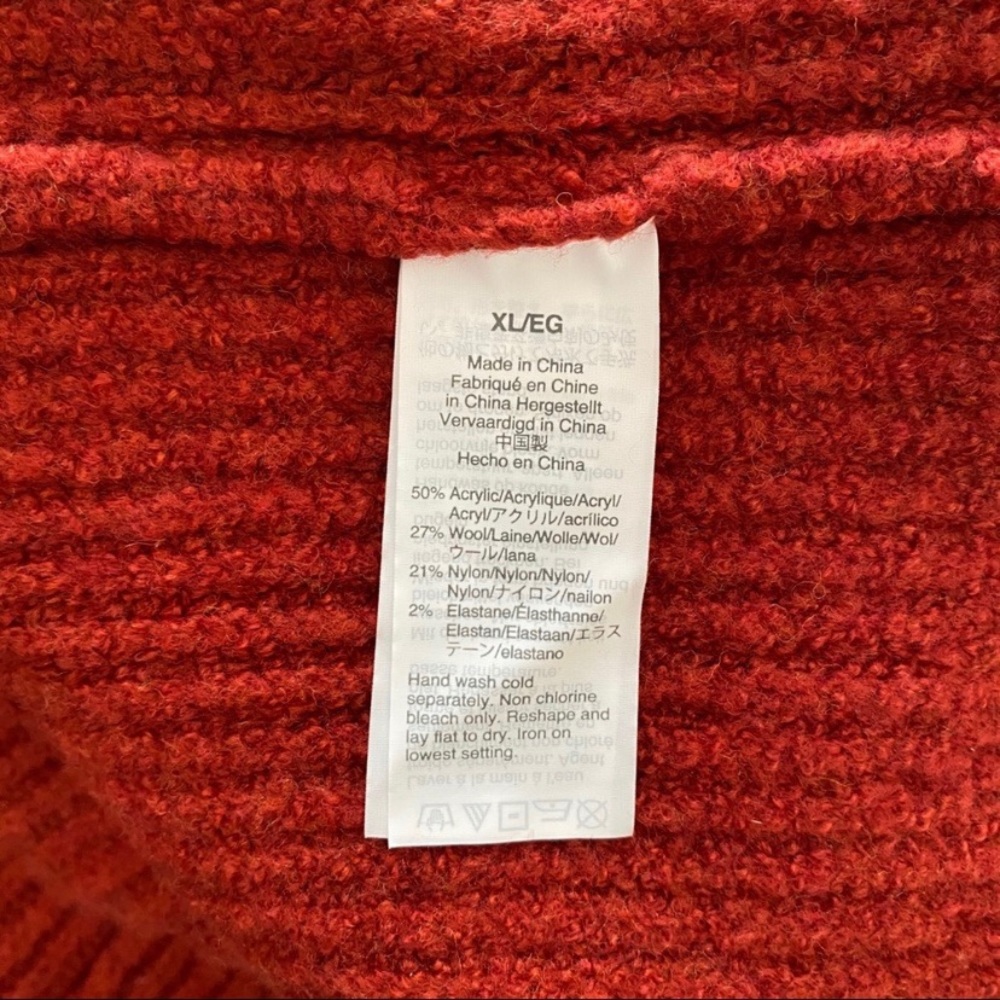 XL/EG
Made in China
Fabriqué en Chine
in China Hergestellt
Vervaardigd in China
中国製
Hecho en China
50% Acrylic/Acrylique/Acryl/
Acryl/アクリル/acrílico
27% Wool/Laine/Wolle/Wol/
ウール/lana
21% Nylon/Nylon/Nylon/
Nylon/ナイロン/nailon
2% Elastane/Élasthanne/
Elastan/Elastaan/エラス
テーン/elastano
Hand wash cold
separately. Non chlorine
bleach only. Reshape and
lay flat to dry. Iron on
lowest setting.